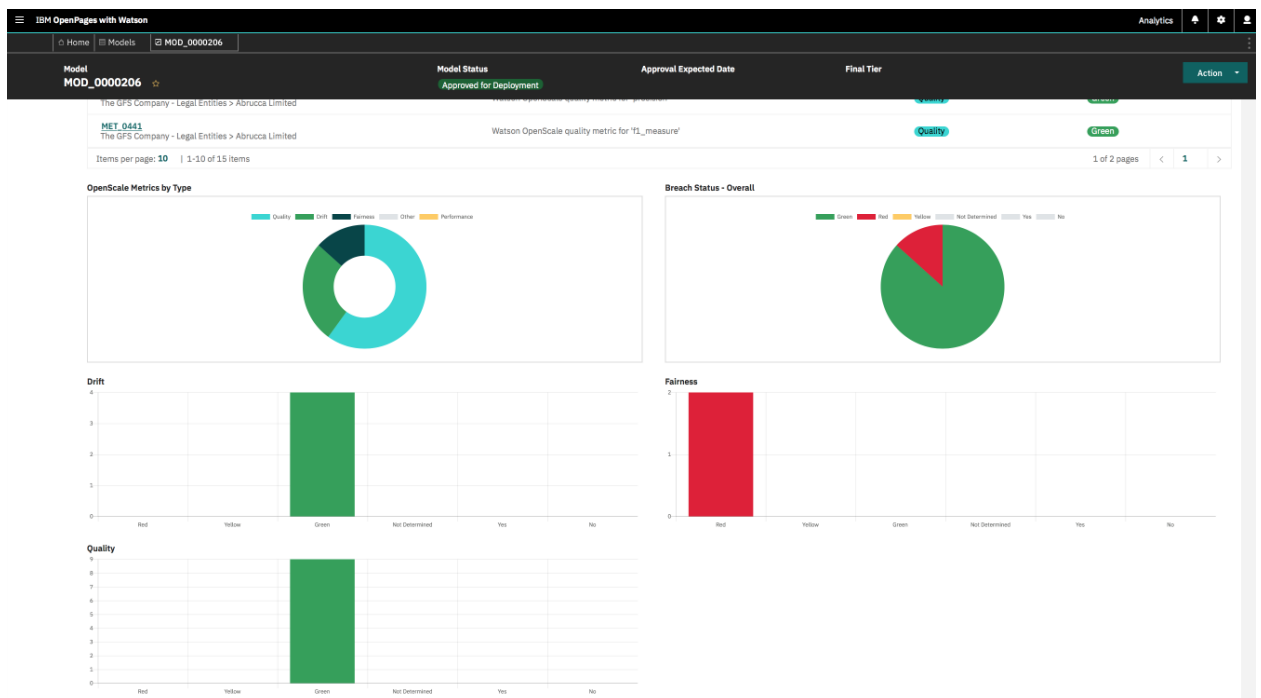 IBM OpenPages with Watson
Analytics
Home
Models
MOD_0000206
Model
MOD_0000206
Model Status
Approved for Deployment
Approval Expected Date
Final Tier
Action
The GFS Company - Legal Entities > Abrucca Limited
MET_0441
The GFS Company - Legal Entities > Abrucca Limited
Watson OpenScale quality metric for 'f1_measure'
Quality
Green
Items per page: 10 | 1-10 of 15 items
1 of 2 pages < 1 >
OpenScale Metrics by Type
Quality Drift Fairness Other Performance
Breach Status - Overall
Green Red Yellow Not Determined Yes No
Drift
4
3
2
1
0
Red Yellow Green Not Determined Yes No
Fairness
2
1
0
Red Yellow Green Not Determined Yes No
Quality
9
8
7
6
5
4
3
2
1
0
Red Yellow Green Not Determined Yes No